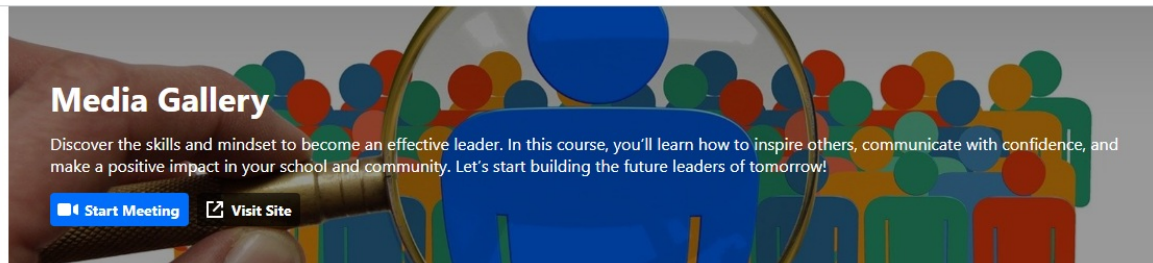 Media Gallery
Discover the skills and mindset to become an effective leader. In this course, you’ll learn how to inspire others, communicate with confidence, and
make a positive impact in your school and community. Let’s start building the future leaders of tomorrow!
Start Meeting
Visit Site